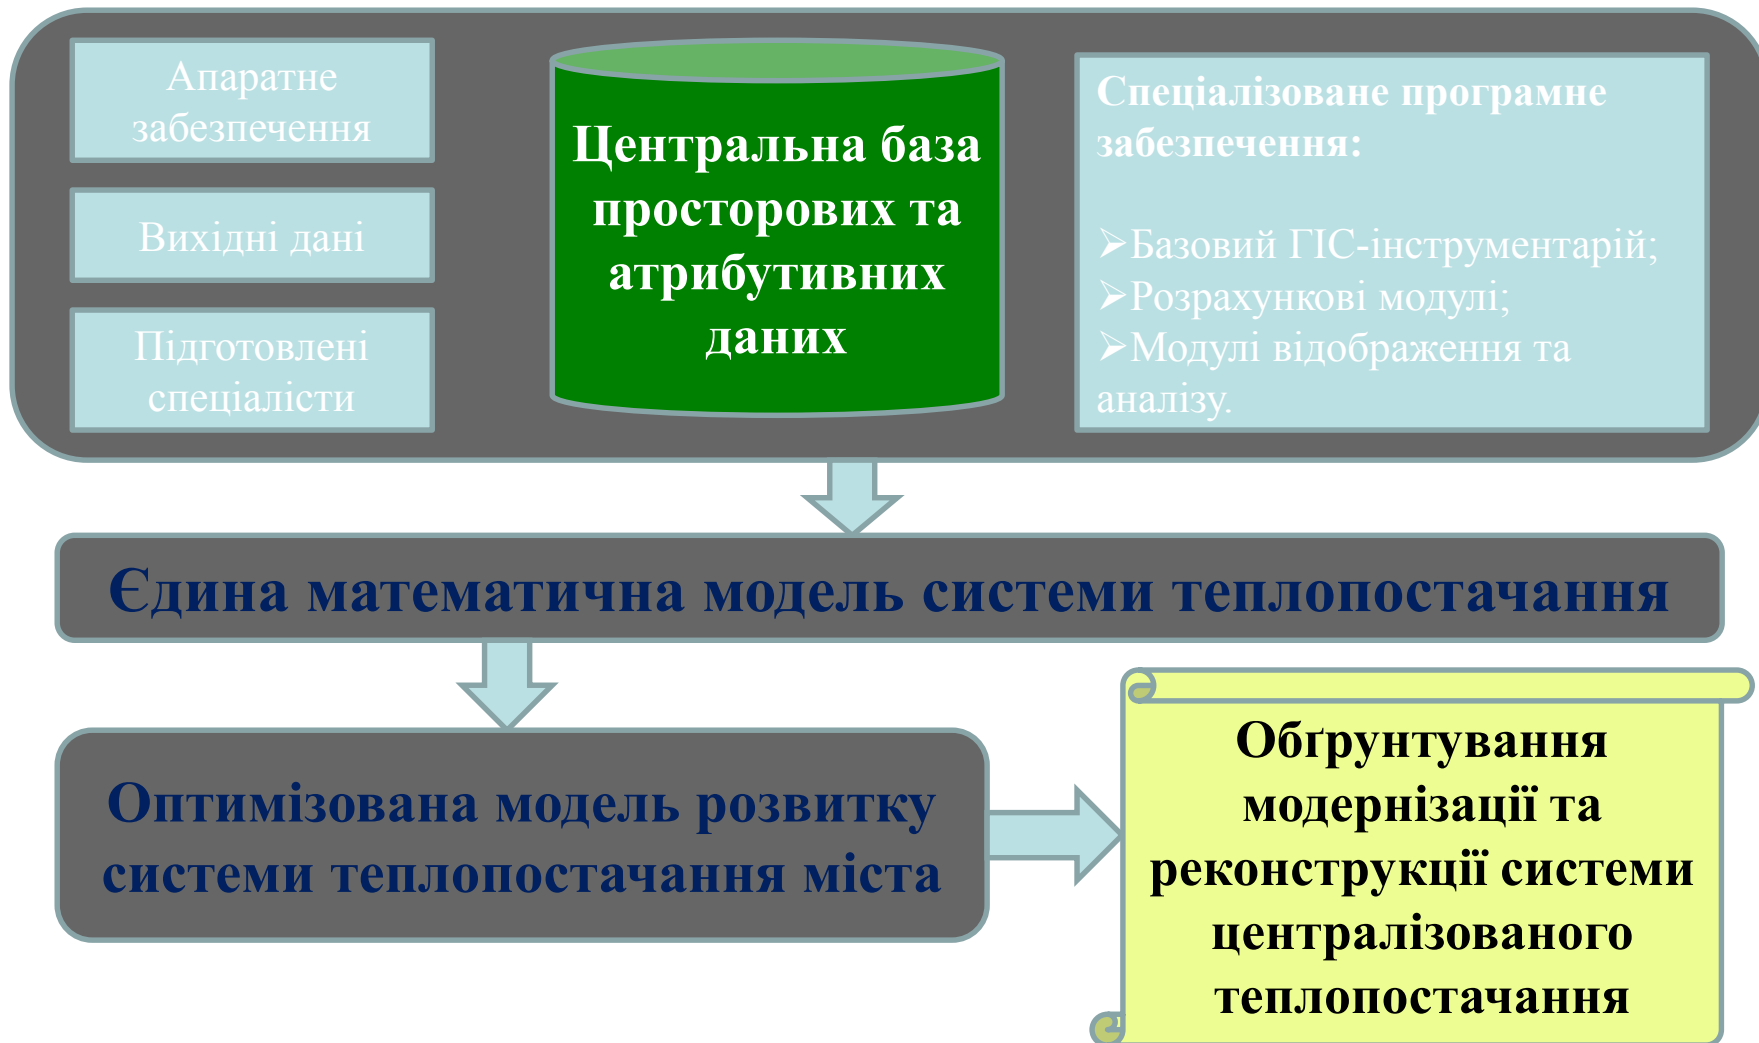 Апаратне
забезпечення
Вихідні дані
Підготовлені
спеціалісти
Центральна база
просторових та
атрибутивних
даних
Спеціалізоване програмне
забезпечення:
➢Базовий ГІС-інструментарій;
➢Розрахункові модулі;
➢Модулі відображення та
аналізу.
Єдина математична модель системи теплопостачання
Оптимізована модель розвитку
системи теплопостачання міста
Обґрунтування
модернізації та
реконструкції системи
централізованого
теплопостачання